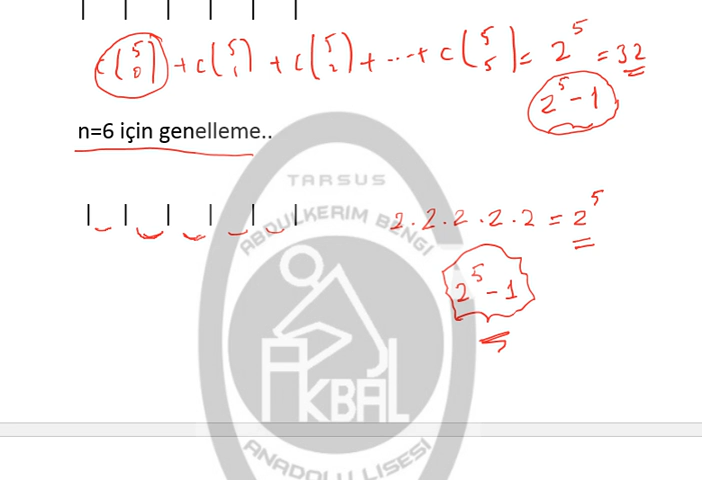 | | | | | |
C(5 0) + C(5 1) + C(5 2) + ... + C(5 5) = 2^5 = 32
2^5 - 1
n=6 için genelleme..
TARSUS
ABDULKERİM BENGİ
| | | | | | 2.2.2.2.2 = 2^5
2^5 - 1
AKBAL
ANADOLU LİSESİ